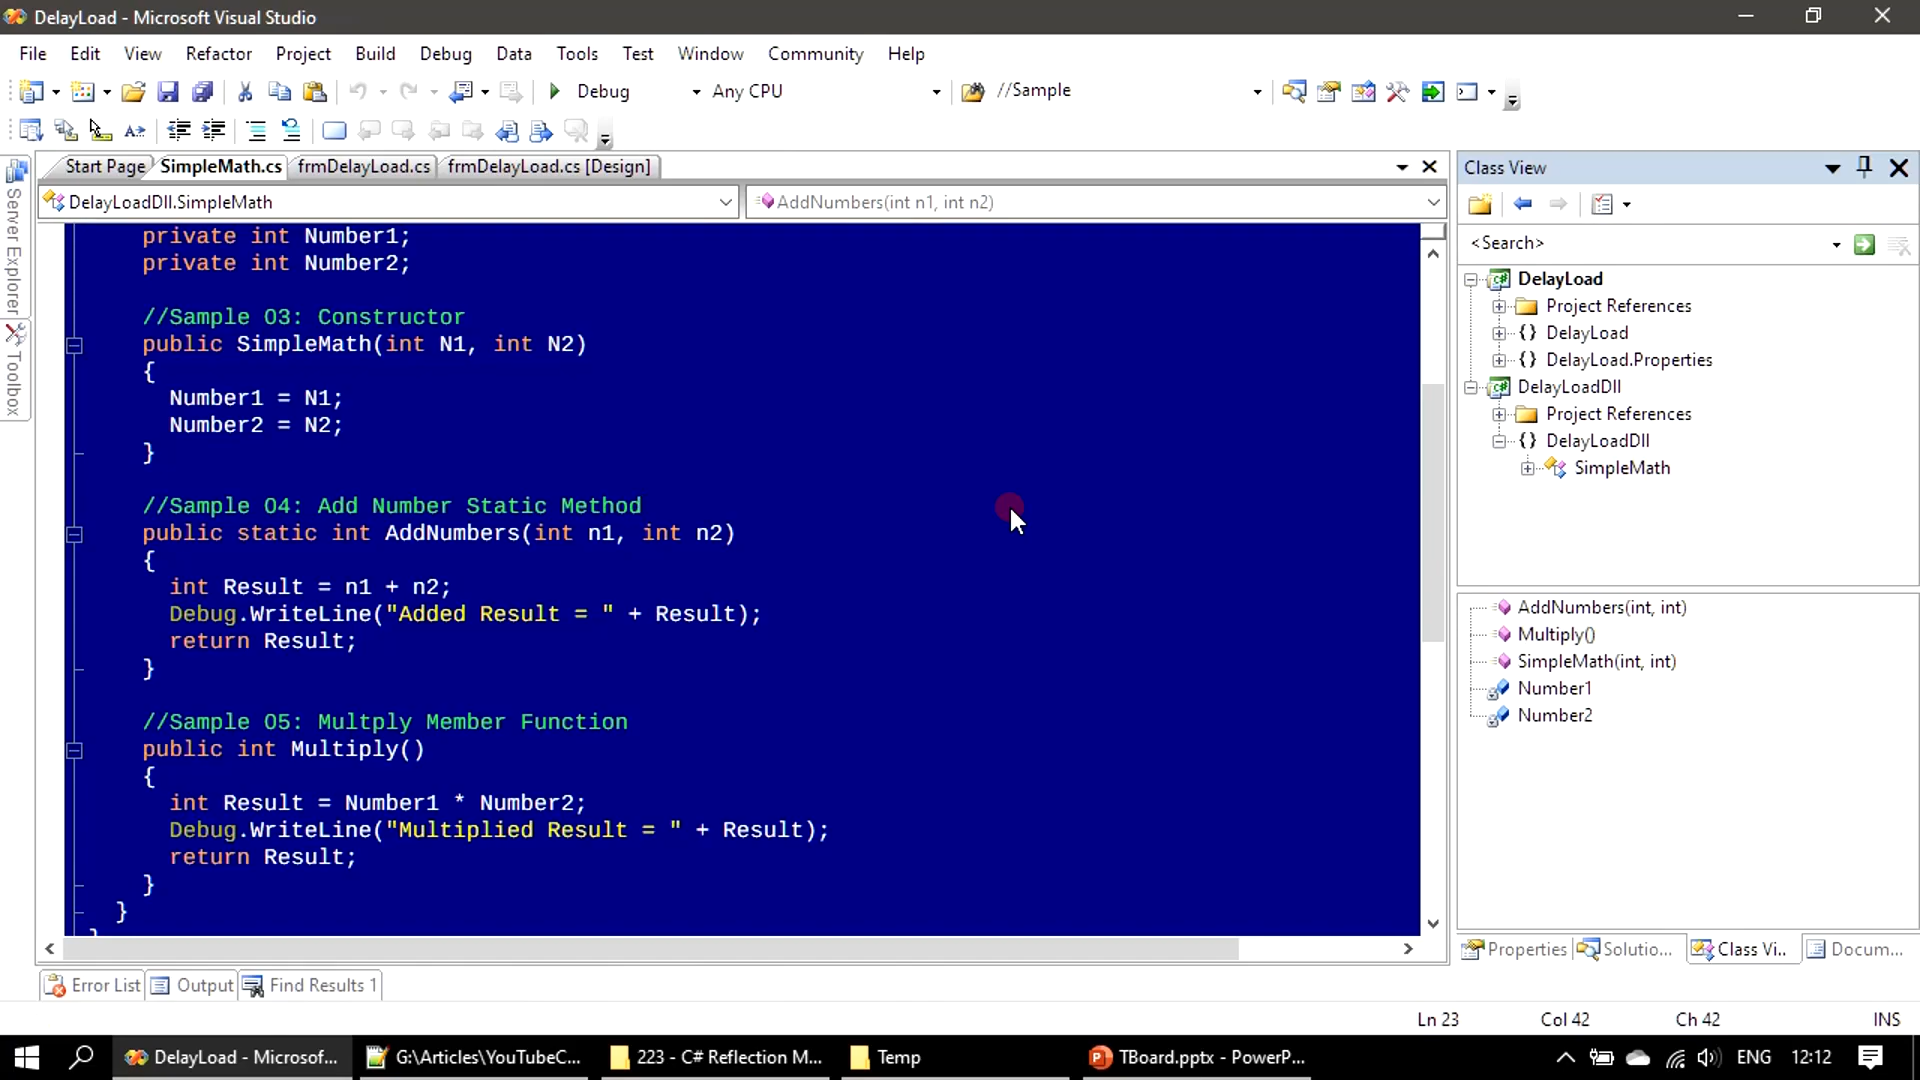 DelayLoad - Microsoft Visual Studio
File Edit View Refactor Project Build Debug Data Tools Test Window Community Help
Debug Any CPU //Sample
Start Page SimpleMath.cs frmDelayLoad.cs frmDelayLoad.cs [Design]
DelayLoadDll.SimpleMath AddNumbers(int n1, int n2)
Server Explorer
Toolbox
private int Number1;
private int Number2;
//Sample 03: Constructor
public SimpleMath(int N1, int N2)
{
Number1 = N1;
Number2 = N2;
}
//Sample 04: Add Number Static Method
public static int AddNumbers(int n1, int n2)
{
int Result = n1 + n2;
Debug.WriteLine("Added Result = " + Result);
return Result;
}
//Sample 05: Multply Member Function
public int Multiply()
{
int Result = Number1 * Number2;
Debug.WriteLine("Multiplied Result = " + Result);
return Result;
}
}
Class View
<Search>
DelayLoad
Project References
{} DelayLoad
{} DelayLoad.Properties
DelayLoadDll
Project References
{} DelayLoadDll
SimpleMath
AddNumbers(int, int)
Multiply()
SimpleMath(int, int)
Number1
Number2
Properties Solutio... Class Vi... Docum...
Error List Output Find Results 1
Ln 23 Col 42 Ch 42 INS
DelayLoad - Microsof... G:\Articles\YouTubeC... 223 - C# Reflection M... Temp TBoard.pptx - PowerP... ENG 12:12